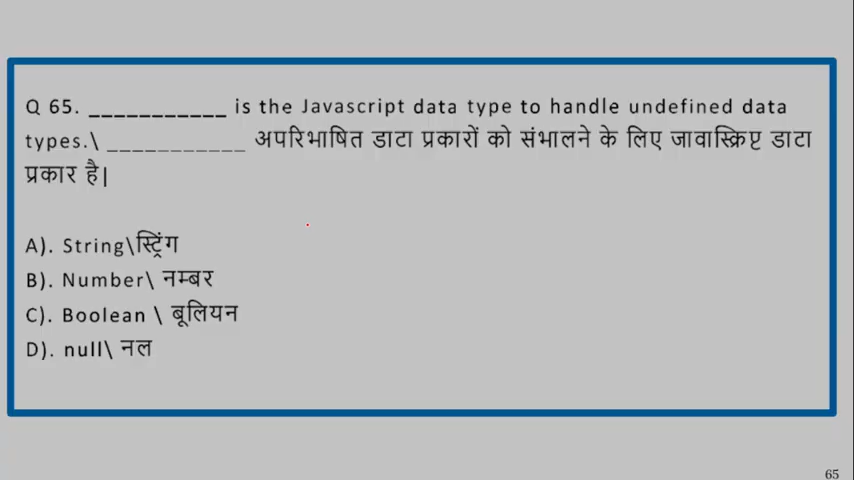 Q 65. ___________ is the Javascript data type to handle undefined data
types.\ ___________ अपरिभाषित डाटा प्रकारों को संभालने के लिए जावास्क्रिप्ट डाटा
प्रकार है|
A). String\स्ट्रिंग
B). Number\ नम्बर
C). Boolean \ बूलियन
D). null\ नल
65